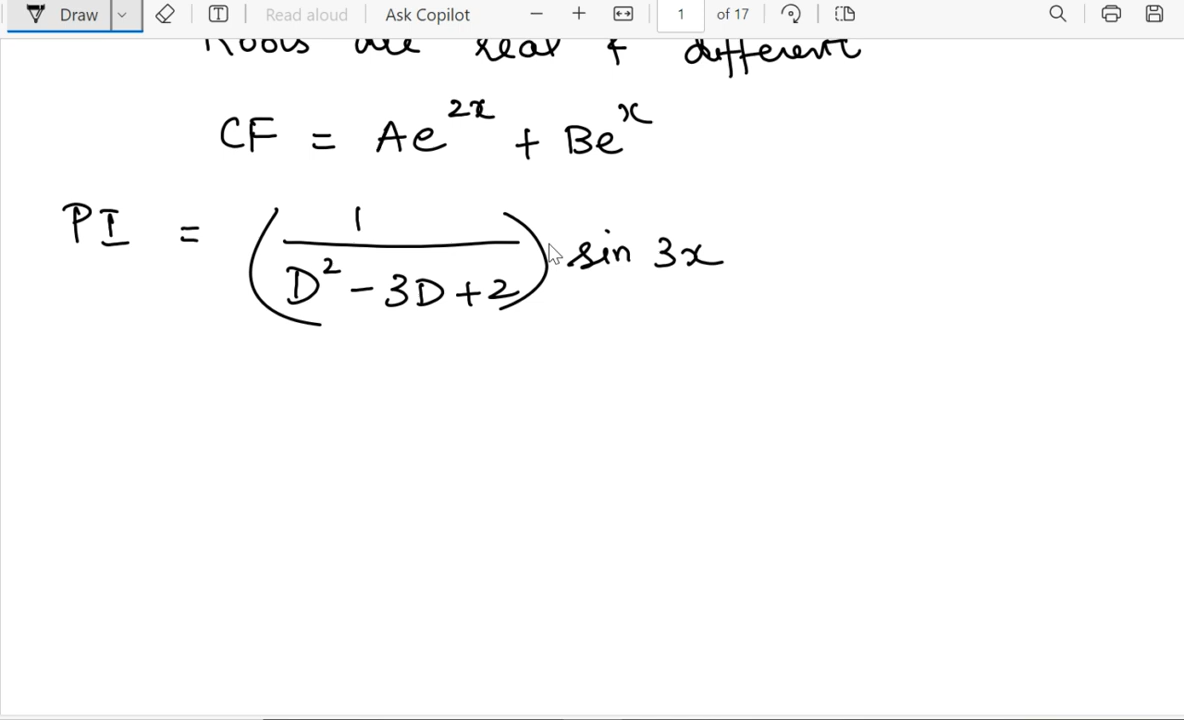 Draw Read aloud Ask Copilot 1 of 17
Roots are real & different
CF = Ae^{2x} + Be^{x}
PI = (1/(D^2 - 3D + 2)) sin 3x